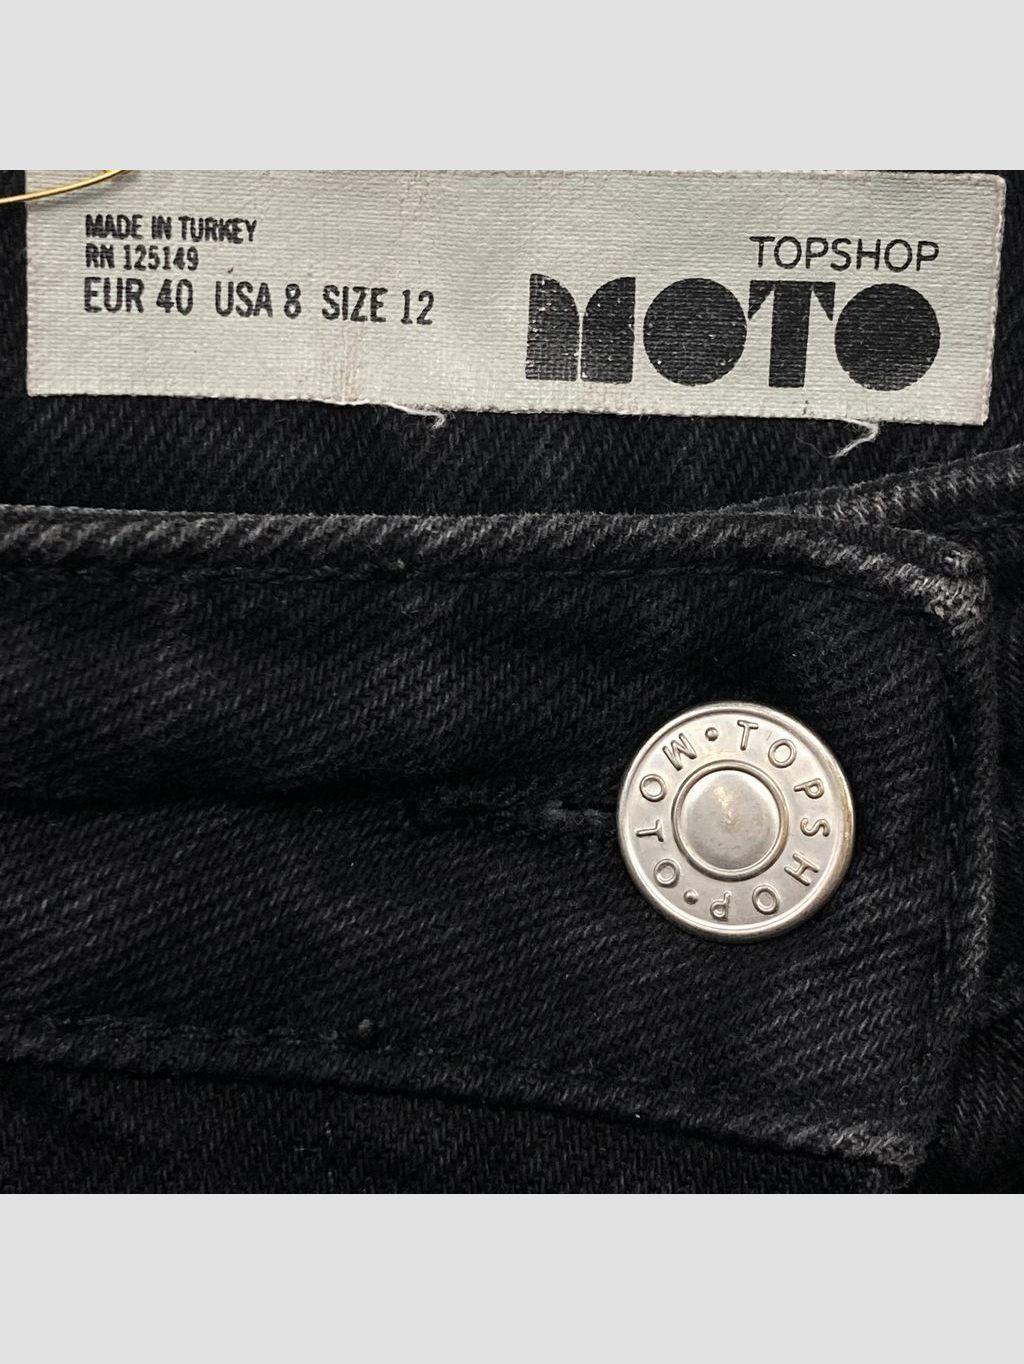 MADE IN TURKEY
RN 125149
EUR 40 USA 8 SIZE 12
TOPSHOP
MOTO
TOPSHOP · MOTO ·